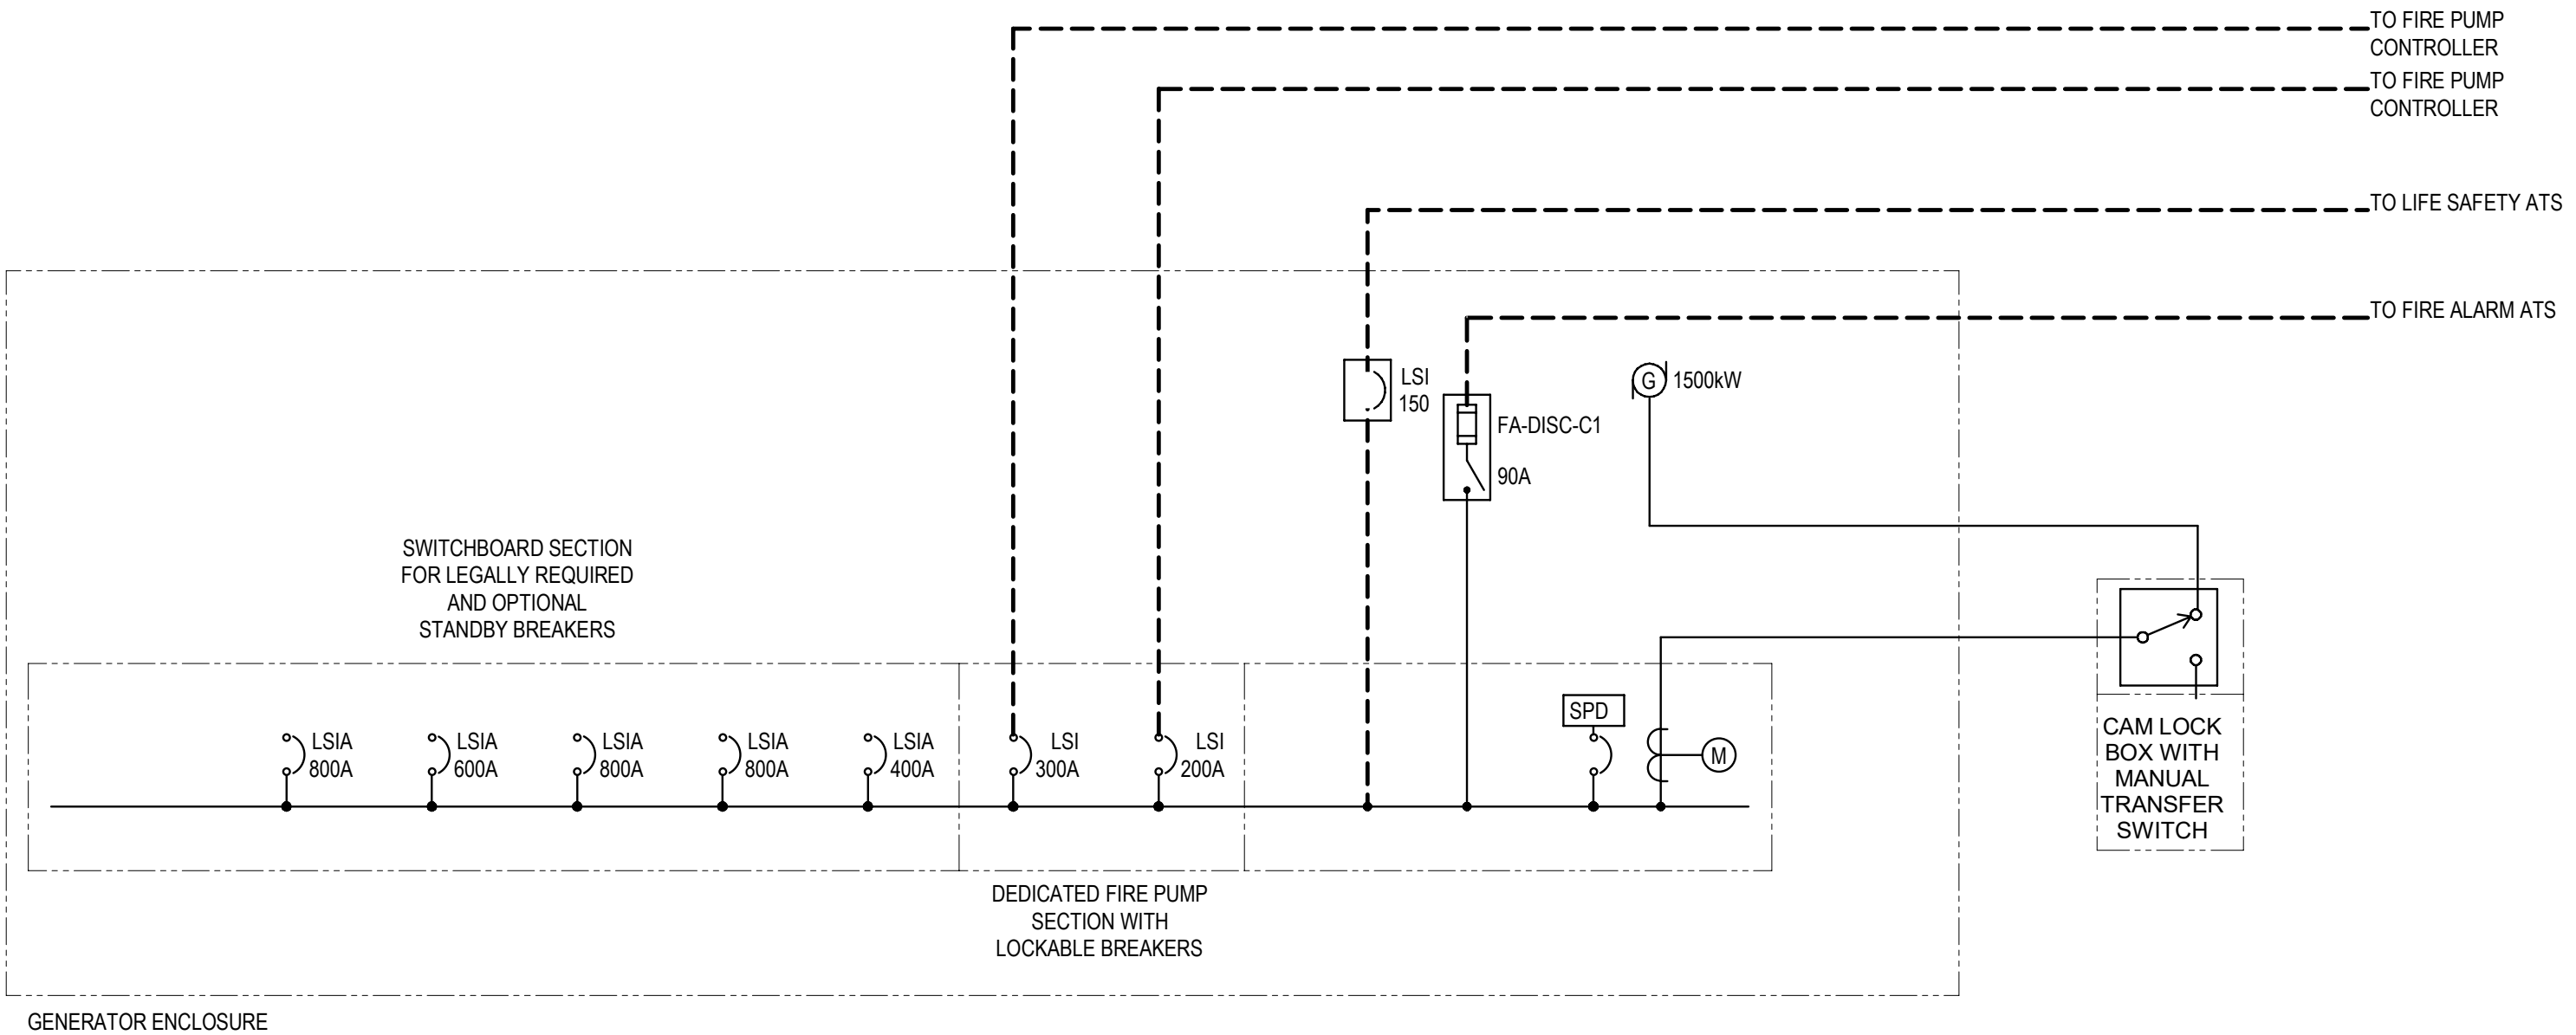 TO FIRE PUMP
CONTROLLER
TO FIRE PUMP
CONTROLLER
TO LIFE SAFETY ATS
TO FIRE ALARM ATS
LSI
150
FA-DISC-C1
90A
G
1500kW
SWITCHBOARD SECTION
FOR LEGALLY REQUIRED
AND OPTIONAL
STANDBY BREAKERS
LSIA
800A
LSIA
600A
LSIA
800A
LSIA
800A
LSIA
400A
LSI
300A
LSI
200A
SPD
M
CAM LOCK
BOX WITH
MANUAL
TRANSFER
SWITCH
DEDICATED FIRE PUMP
SECTION WITH
LOCKABLE BREAKERS
GENERATOR ENCLOSURE